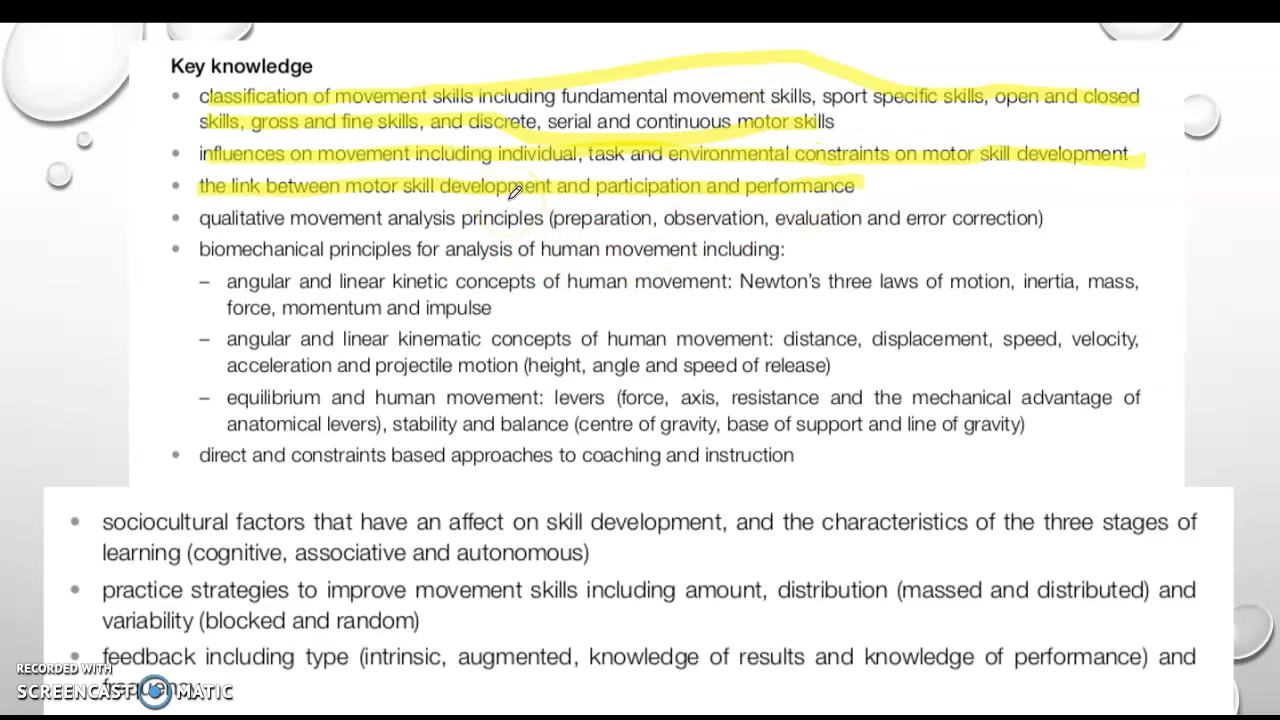 Key knowledge
• classification of movement skills including fundamental movement skills, sport specific skills, open and closed
skills, gross and fine skills, and discrete, serial and continuous motor skills
• influences on movement including individual, task and environmental constraints on motor skill development
• the link between motor skill development and participation and performance
• qualitative movement analysis principles (preparation, observation, evaluation and error correction)
• biomechanical principles for analysis of human movement including:
– angular and linear kinetic concepts of human movement: Newton's three laws of motion, inertia, mass,
force, momentum and impulse
– angular and linear kinematic concepts of human movement: distance, displacement, speed, velocity,
acceleration and projectile motion (height, angle and speed of release)
– equilibrium and human movement: levers (force, axis, resistance and the mechanical advantage of
anatomical levers), stability and balance (centre of gravity, base of support and line of gravity)
• direct and constraints based approaches to coaching and instruction
• sociocultural factors that have an affect on skill development, and the characteristics of the three stages of
learning (cognitive, associative and autonomous)
• practice strategies to improve movement skills including amount, distribution (massed and distributed) and
variability (blocked and random)
• feedback including type (intrinsic, augmented, knowledge of results and knowledge of performance) and
RECORDED WITH
SCREENCAST MATIC